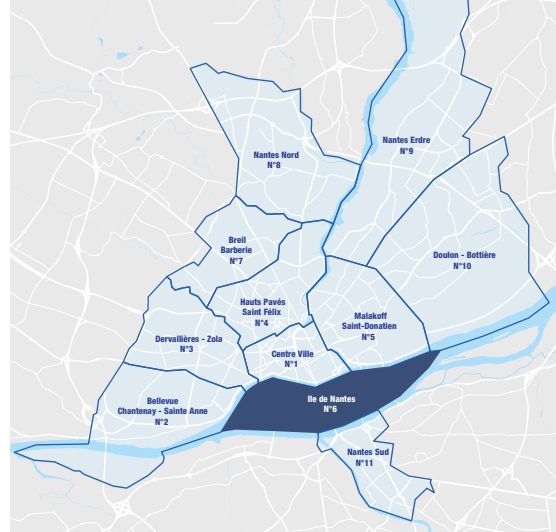 Nantes Nord
N°8
Nantes Erdre
N°9
Breil
Barberie
N°7
Doulon - Bottière
N°10
Hauts Pavés
Saint Félix
N°4
Malakoff
Saint-Donatien
N°5
Dervallières - Zola
N°3
Centre Ville
N°1
Bellevue
Chantenay - Sainte Anne
N°2
Ile de Nantes
N°6
Nantes Sud
N°11